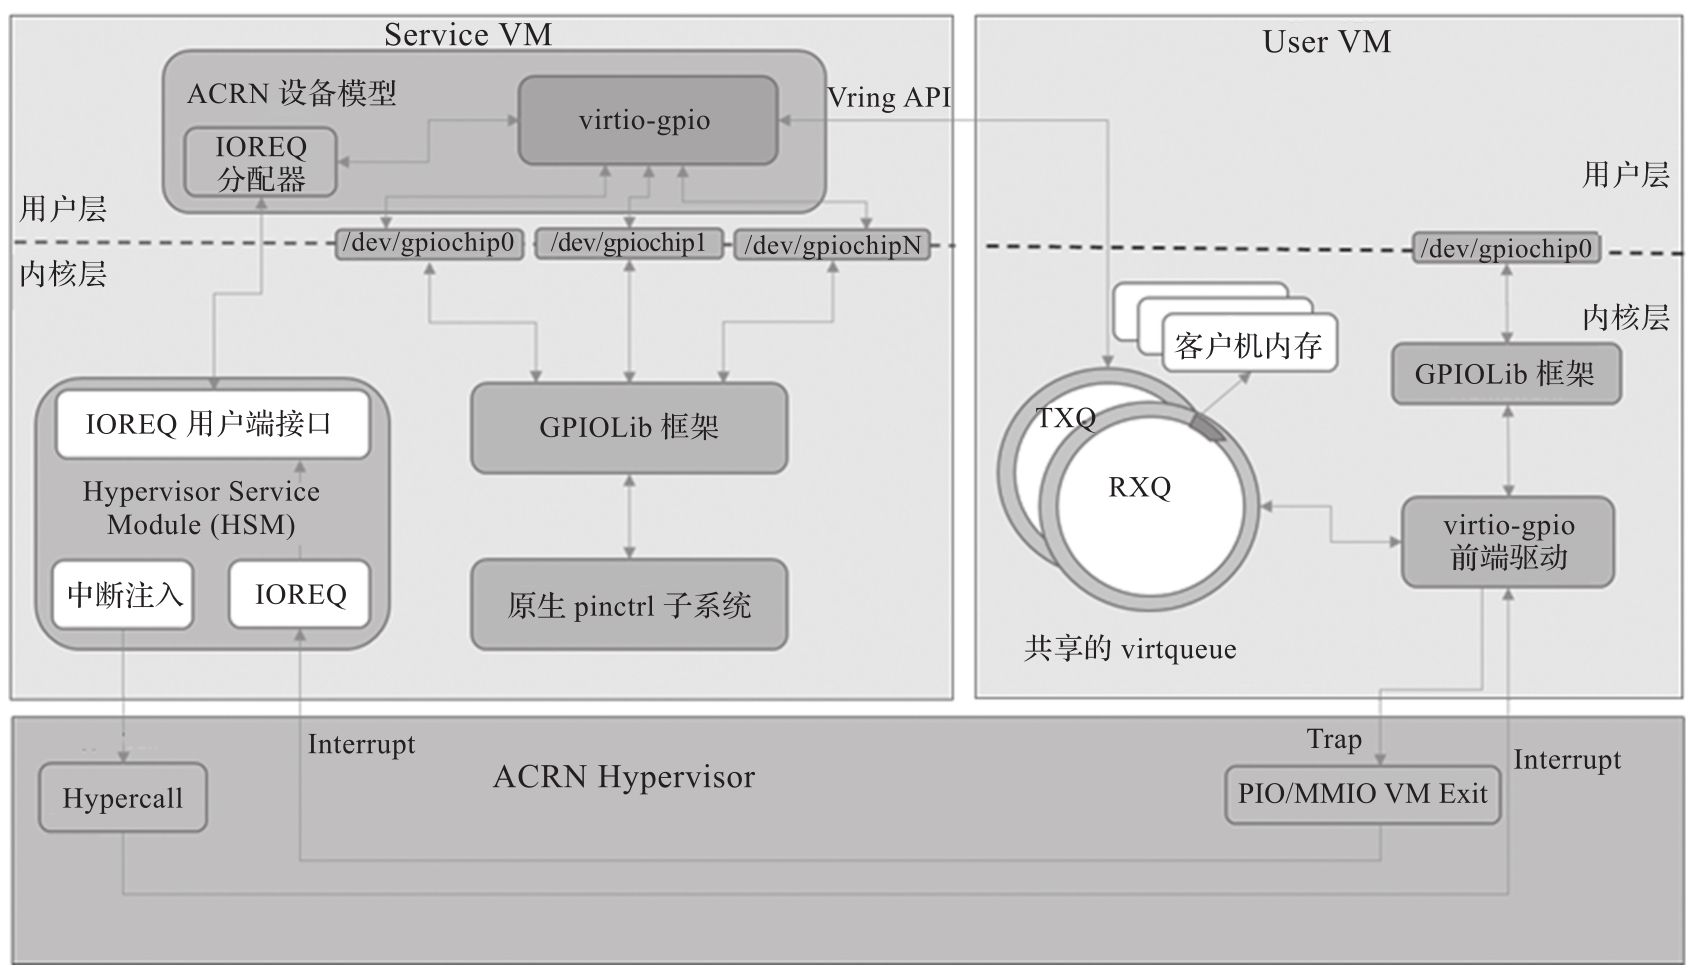 Service VM
ACRN 设备模型
virtio-gpio
IOREQ
分配器
Vring API
用户层
内核层
/dev/gpiochip0
/dev/gpiochip1
/dev/gpiochipN
IOREQ 用户端接口
Hypervisor Service
Module (HSM)
中断注入
IOREQ
GPIOLib 框架
原生 pinctrl 子系统
User VM
用户层
/dev/gpiochip0
内核层
客户机内存
GPIOLib 框架
TXQ
RXQ
virtio-gpio
前端驱动
共享的 virtqueue
Interrupt
ACRN Hypervisor
Hypercall
Trap
PIO/MMIO VM Exit
Interrupt